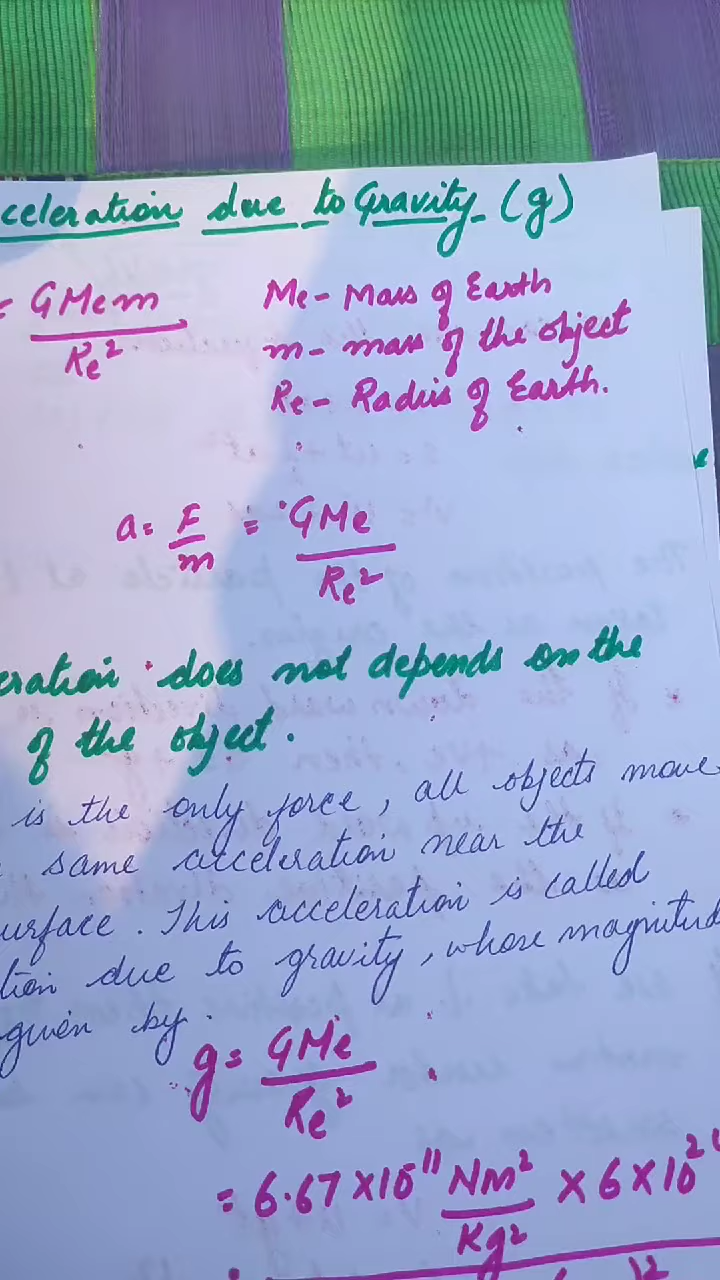 cceleration due to Gravity (g)
= GMem / Re²
Me - Mass of Earth
m - mass of the object
Re - Radius of Earth.
a = F/m = GMe / Re²
eration does not depends on the
of the object.
is the only force, all objects move
same acceleration near the
urface. This acceleration is called
tion due to gravity, whose magnitud
given by.
g = GMe / Re²
= 6.67 × 10⁻¹¹ Nm² / Kg² × 6 × 10²